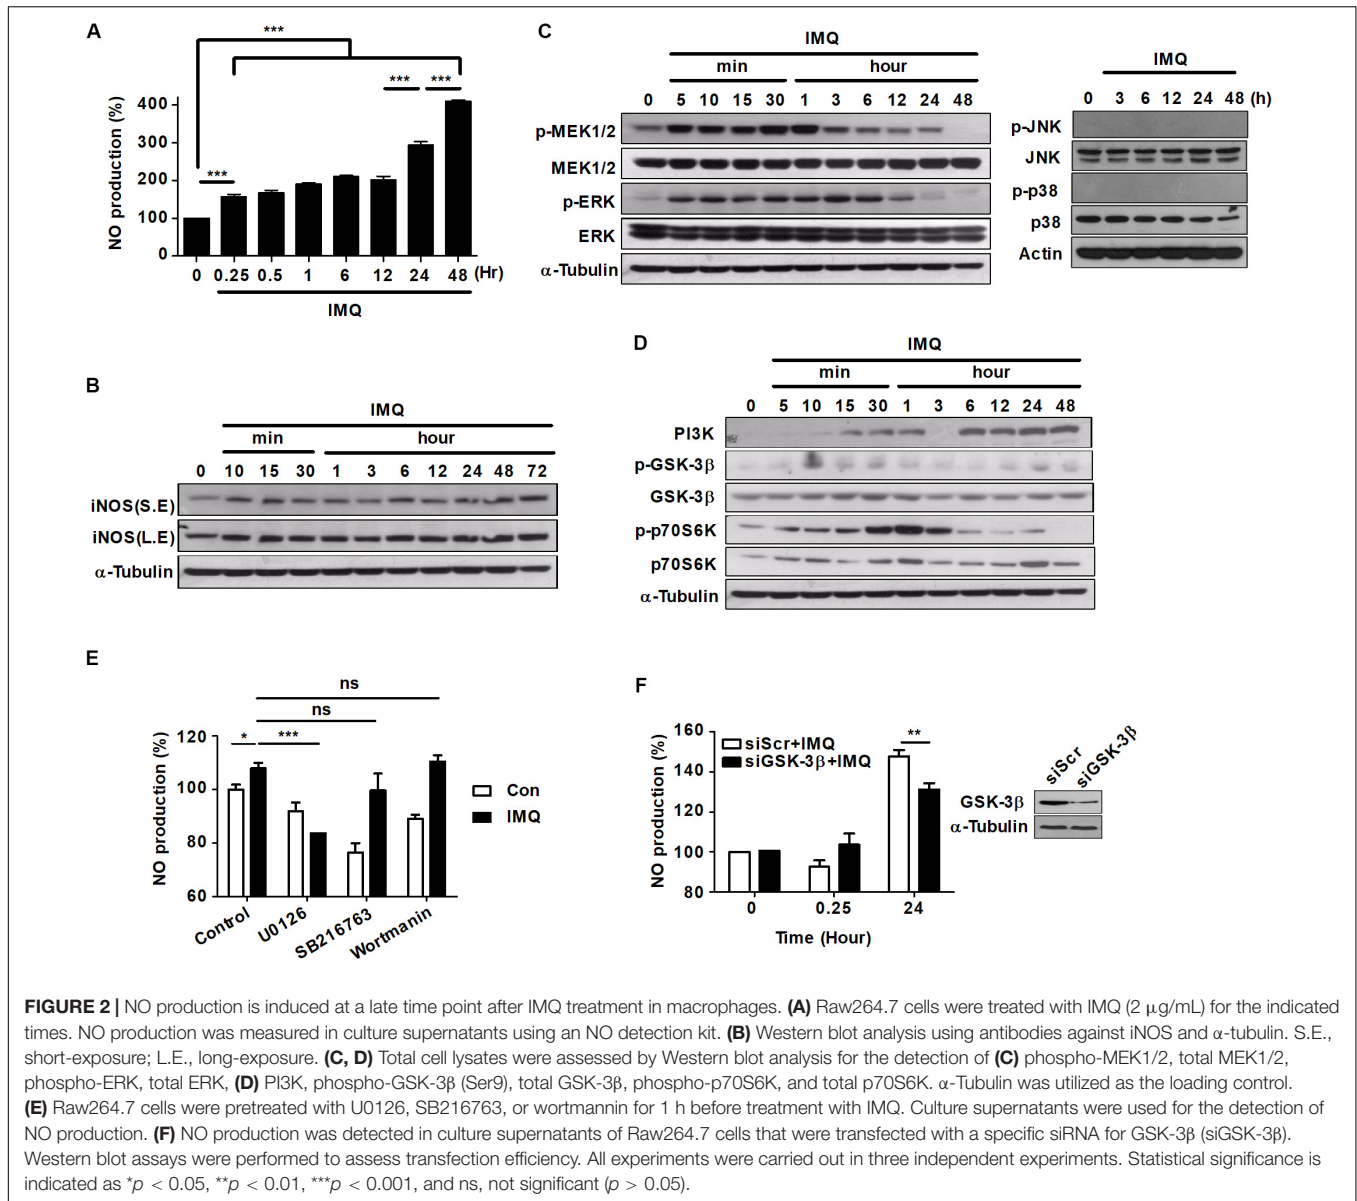 A
***
***
***
***
NO production (%)
400
300
200
100
0
0 0.25 0.5 1 6 12 24 48 (Hr)
IMQ
B
IMQ
min hour
0 10 15 30 1 3 6 12 24 48 72
iNOS(S.E)
iNOS(L.E)
α-Tubulin
C
IMQ
min hour
0 5 10 15 30 1 3 6 12 24 48
p-MEK1/2
MEK1/2
p-ERK
ERK
α-Tubulin
IMQ
0 3 6 12 24 48 (h)
p-JNK
JNK
p-p38
p38
Actin
D
IMQ
min hour
0 5 10 15 30 1 3 6 12 24 48
PI3K
p-GSK-3β
GSK-3β
p-p70S6K
p70S6K
α-Tubulin
E
ns
ns
* ***
NO production (%)
120
100
80
60
Control U0126 SB216763 Wortmanin
Con
IMQ
F
NO production (%)
160
140
120
100
80
siScr+IMQ
siGSK-3β+IMQ
**
0 0.25 24
Time (Hour)
siScr siGSK-3β
GSK-3β
α-Tubulin
FIGURE 2 | NO production is induced at a late time point after IMQ treatment in macrophages. (A) Raw264.7 cells were treated with IMQ (2 μg/mL) for the indicated
times. NO production was measured in culture supernatants using an NO detection kit. (B) Western blot analysis using antibodies against iNOS and α-tubulin. S.E.,
short-exposure; L.E., long-exposure. (C, D) Total cell lysates were assessed by Western blot analysis for the detection of (C) phospho-MEK1/2, total MEK1/2,
phospho-ERK, total ERK, (D) PI3K, phospho-GSK-3β (Ser9), total GSK-3β, phospho-p70S6K, and total p70S6K. α-Tubulin was utilized as the loading control.
(E) Raw264.7 cells were pretreated with U0126, SB216763, or wortmannin for 1 h before treatment with IMQ. Culture supernatants were used for the detection of
NO production. (F) NO production was detected in culture supernatants of Raw264.7 cells that were transfected with a specific siRNA for GSK-3β (siGSK-3β).
Western blot assays were performed to assess transfection efficiency. All experiments were carried out in three independent experiments. Statistical significance is
indicated as *p < 0.05, **p < 0.01, ***p < 0.001, and ns, not significant (p > 0.05).